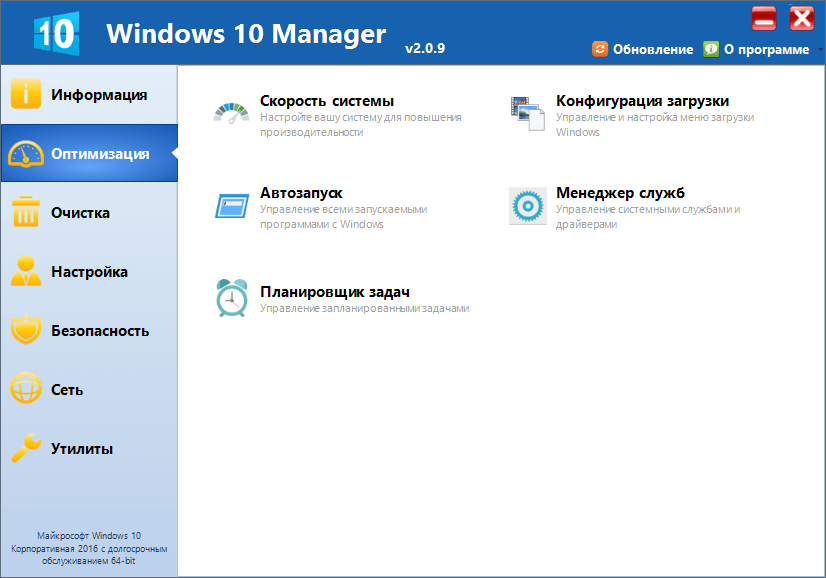 10
Windows 10 Manager
v2.0.9
Обновление
О программе
Информация
Оптимизация
Очистка
Настройка
Безопасность
Сеть
Утилиты
Майкрософт Windows 10
Корпоративная 2016 с долгосрочным
обслуживанием 64-bit
Скорость системы
Настройте вашу систему для повышения
производительности
Конфигурация загрузки
Управление и настройка меню загрузки
Windows
Автозапуск
Управление всеми запускаемыми
программами с Windows
Менеджер служб
Управление системными службами и
драйверами
Планировщик задач
Управление запланированными задачами